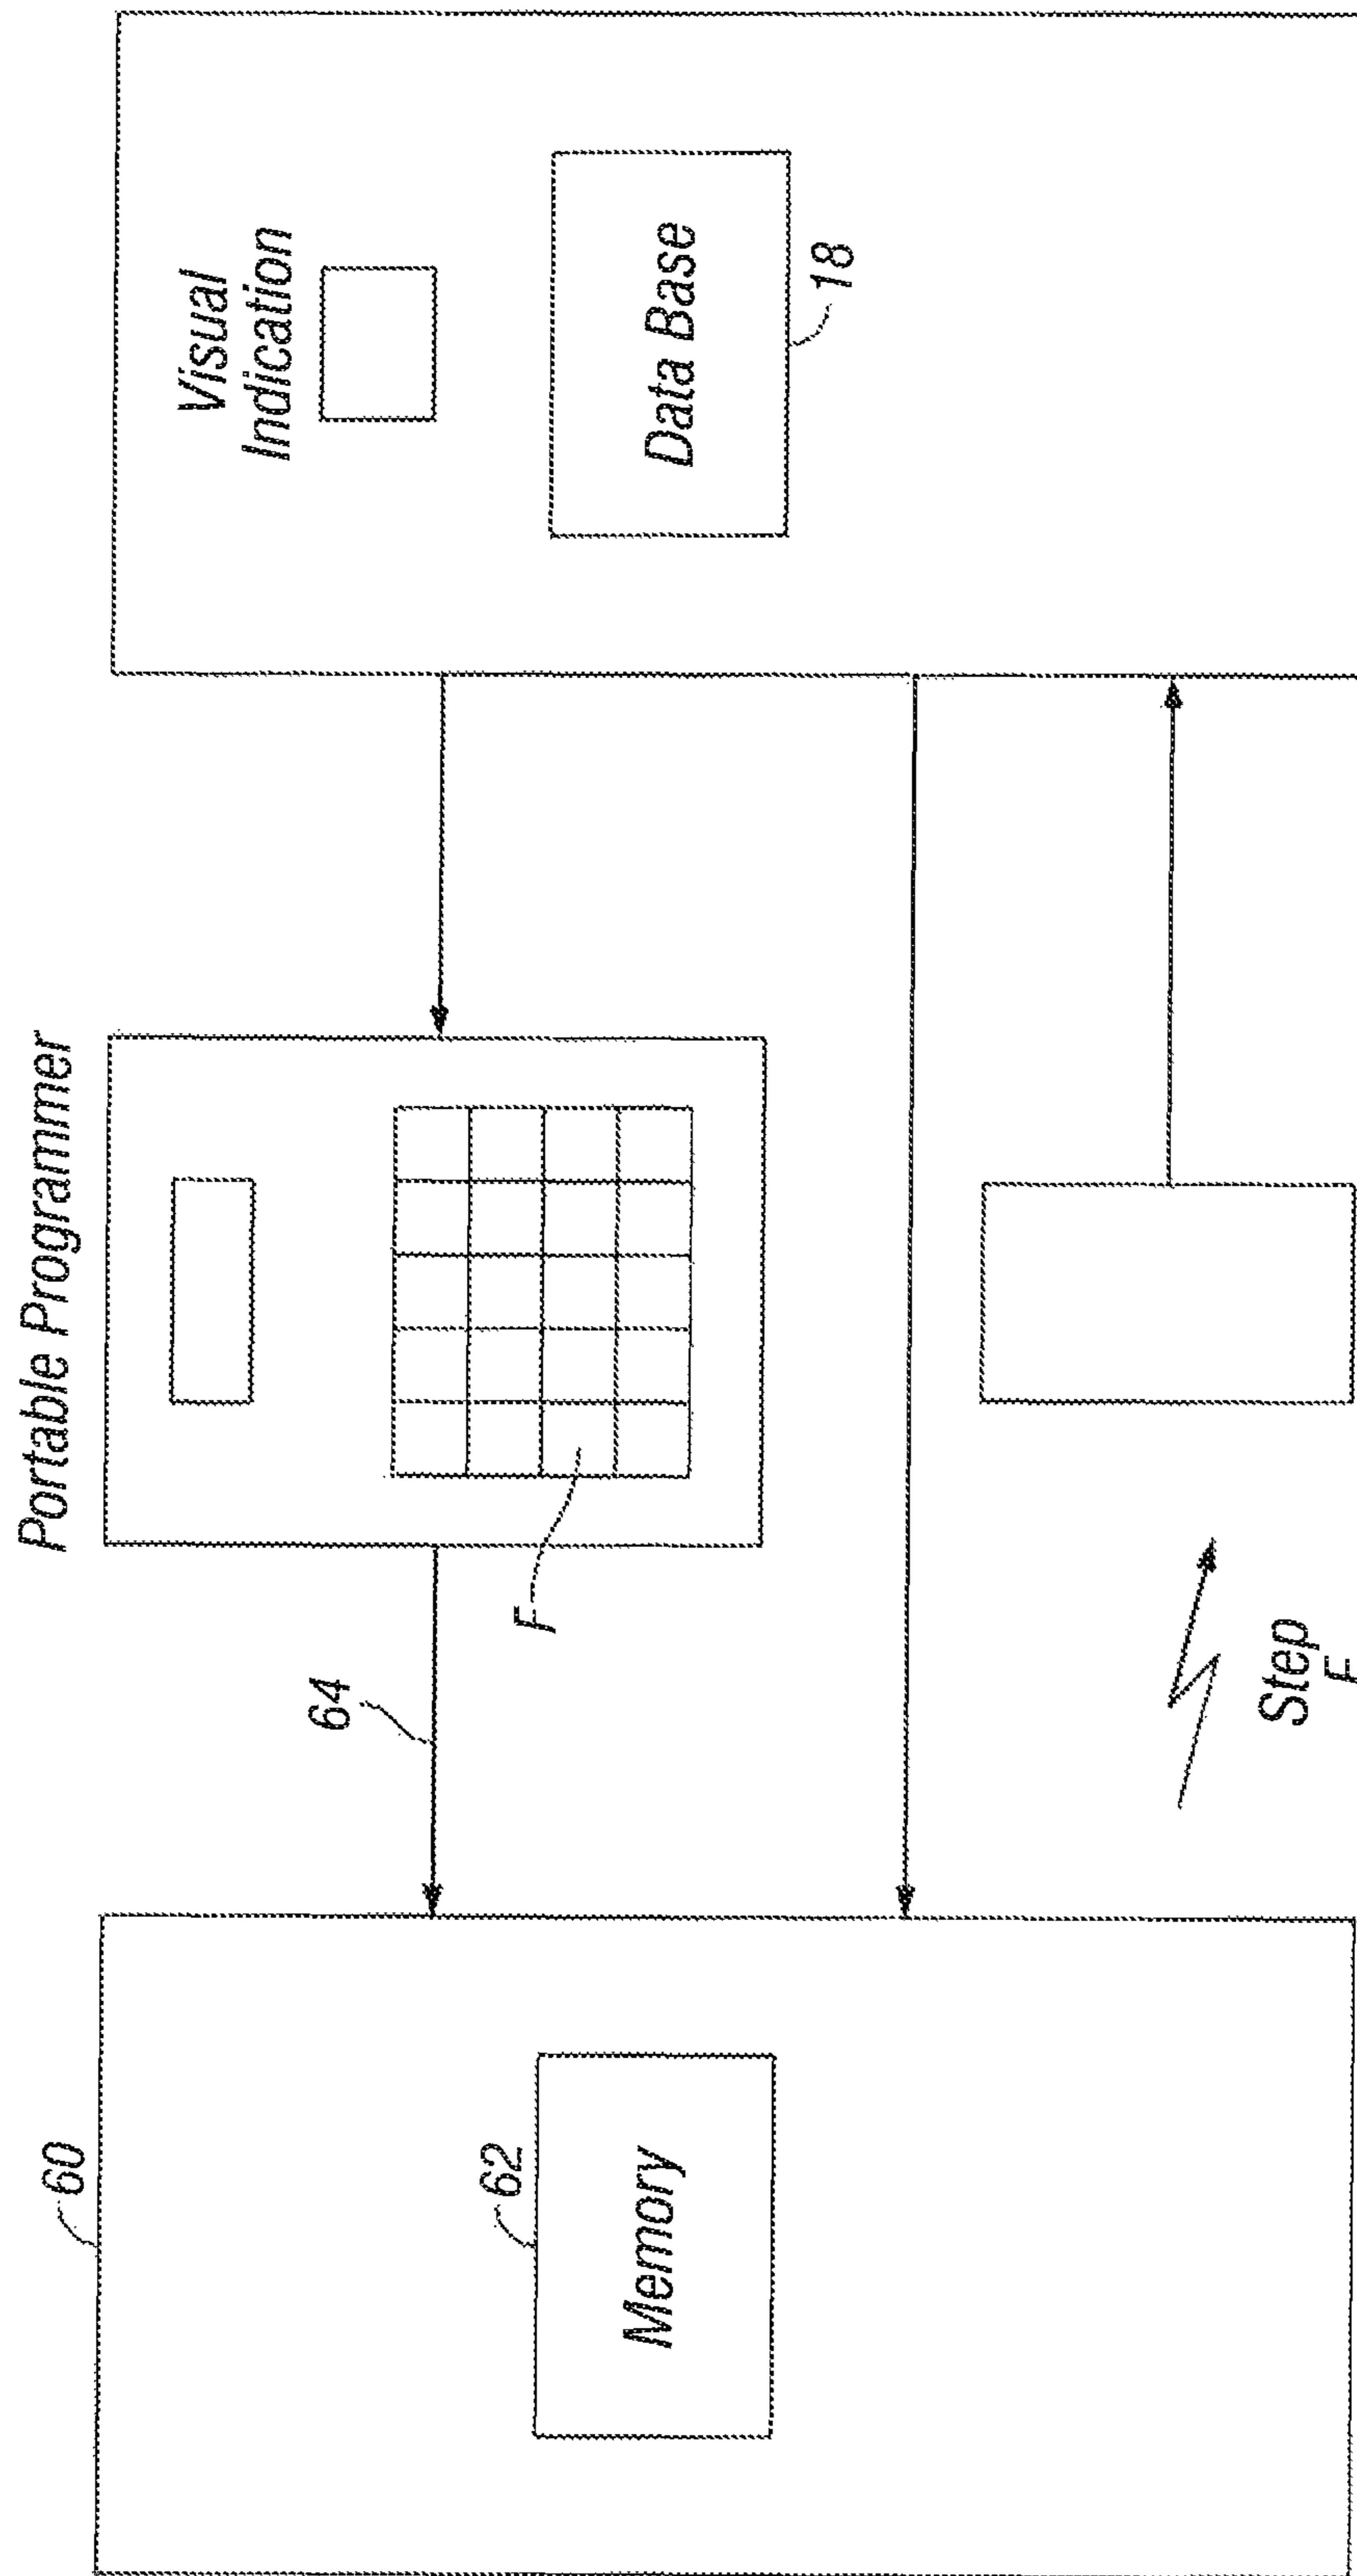 Portable Programmer
60
64
Visual
Indication
62
Memory
F
Data Base
18
Step